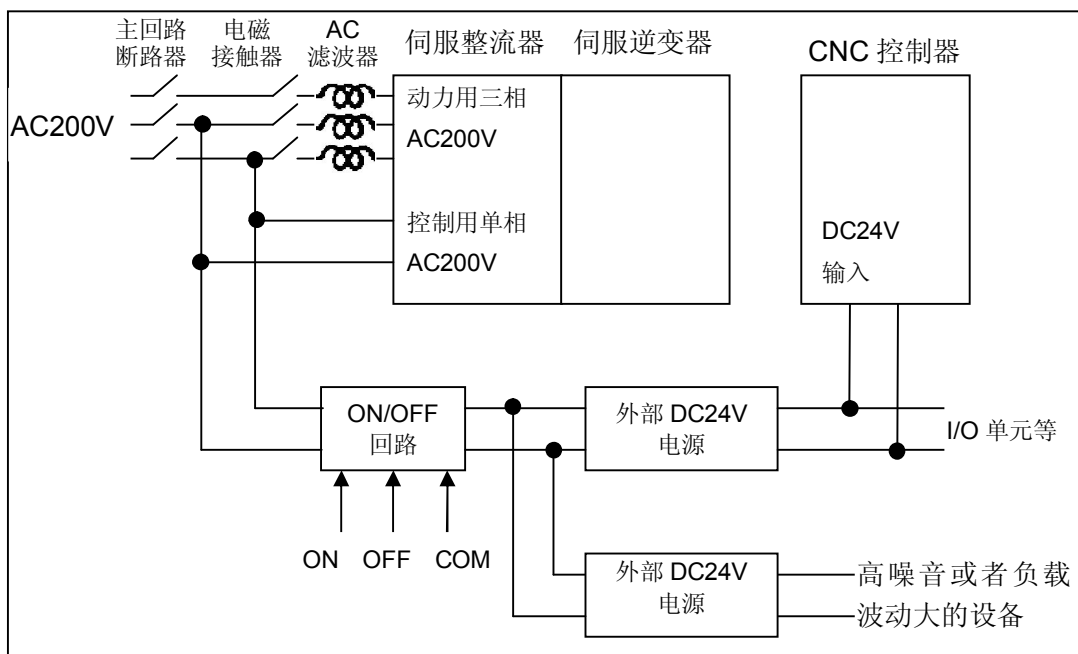 主回路
断路器
电磁
接触器
AC
滤波器
伺服整流器
伺服逆变器
CNC 控制器
AC200V
动力用三相
AC200V
控制用单相
AC200V
DC24V
输入
ON/OFF
回路
外部 DC24V
电源
I/O 单元等
ON
OFF
COM
外部 DC24V
电源
高噪音或者负载
波动大的设备